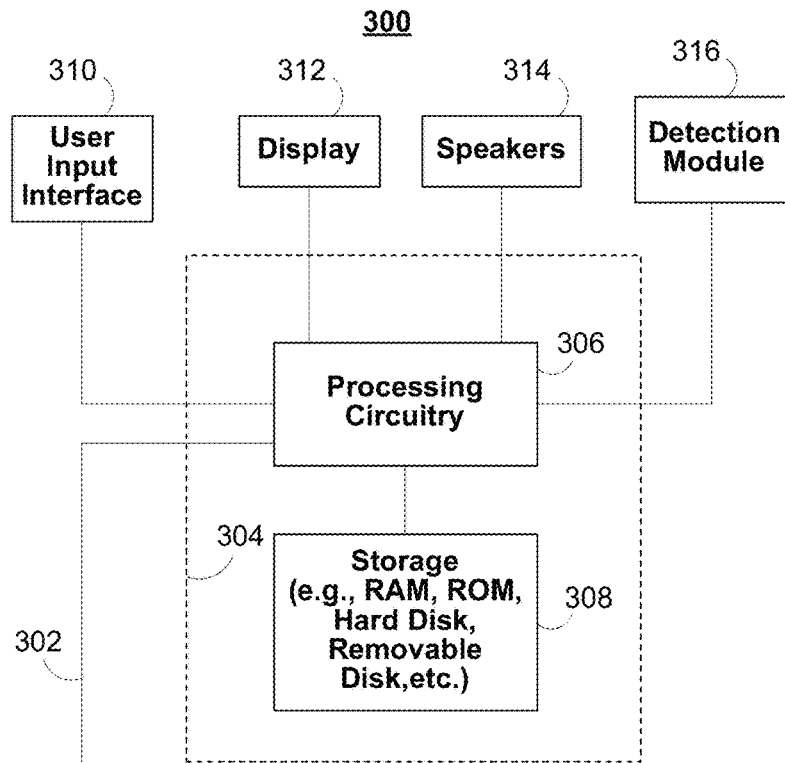 300
310
312
314
316
User
Input
Interface
Display
Speakers
Detection
Module
306
Processing
Circuitry
304
Storage
(e.g., RAM, ROM,
Hard Disk,
Removable
Disk,etc.)
308
302